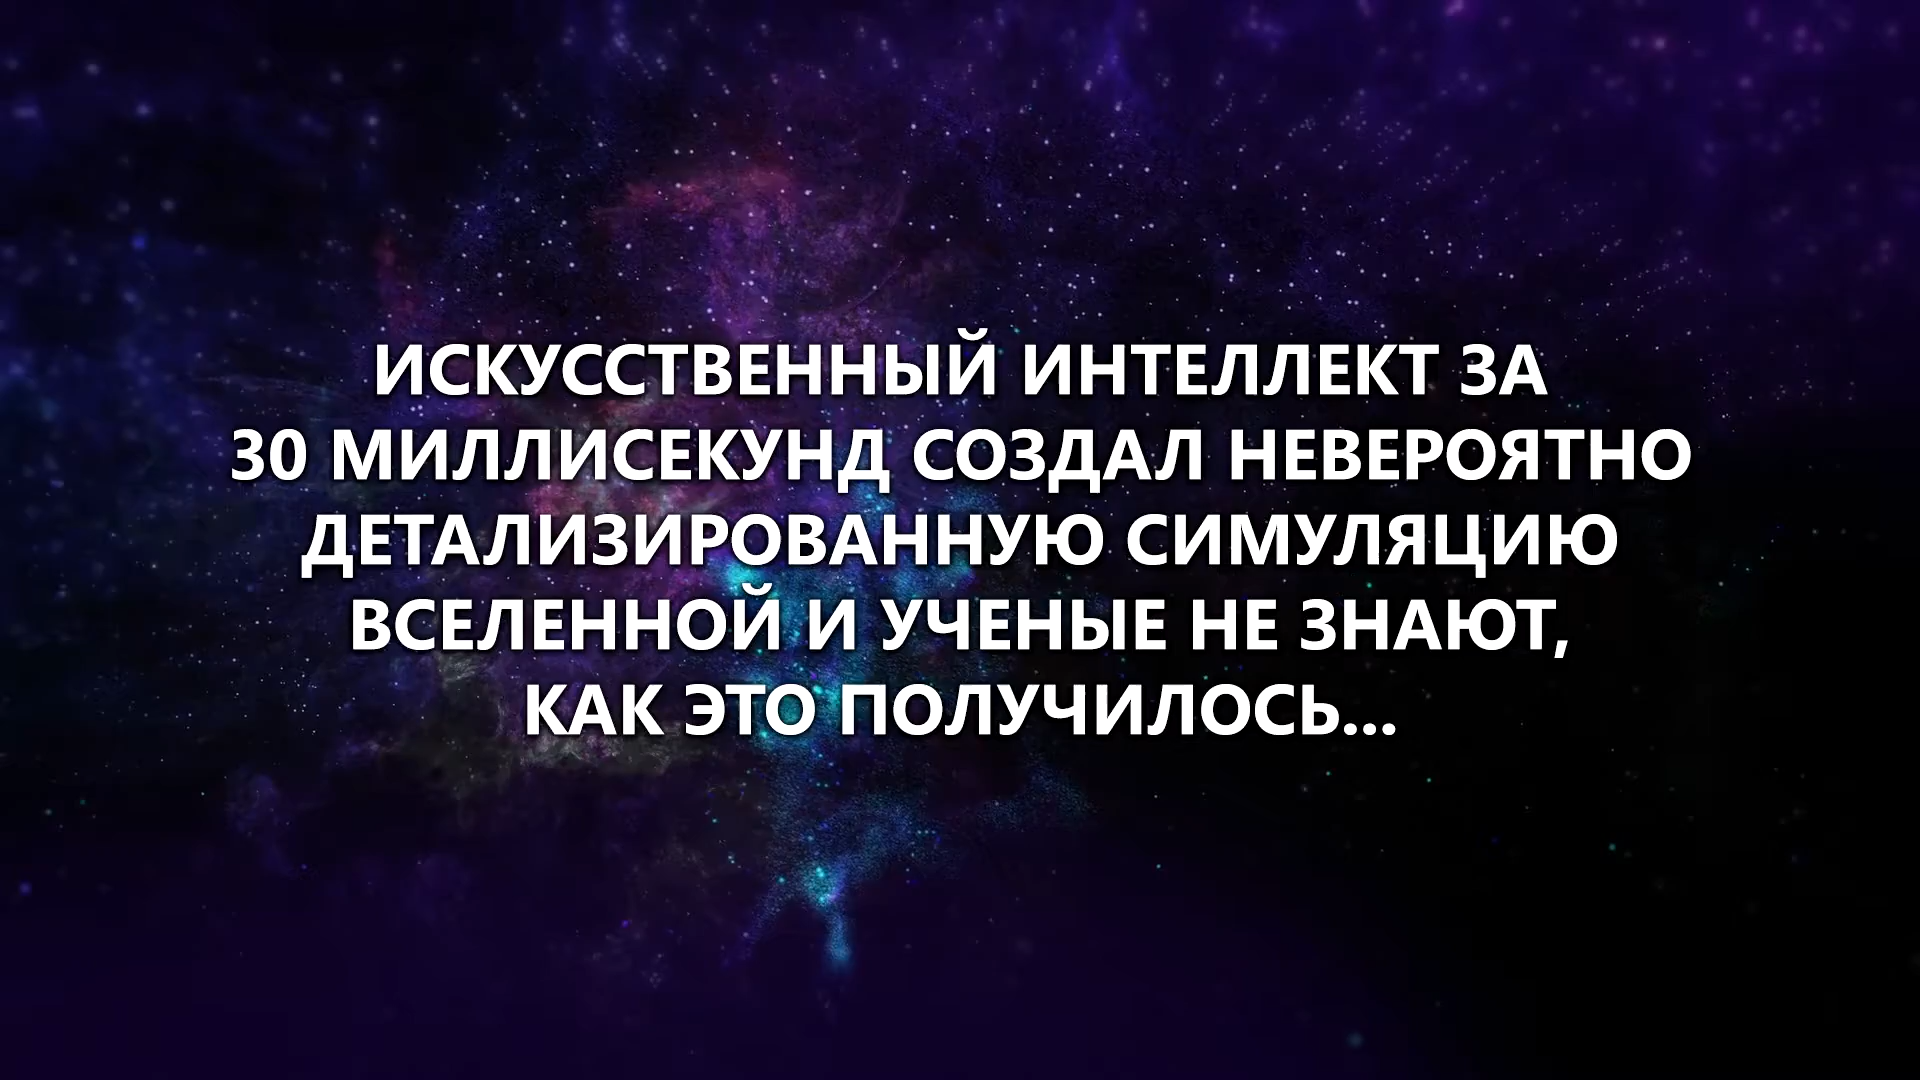 ИСКУССТВЕННЫЙ ИНТЕЛЛЕКТ ЗА
30 МИЛЛИСЕКУНД СОЗДАЛ НЕВЕРОЯТНО
ДЕТАЛИЗИРОВАННУЮ СИМУЛЯЦИЮ
ВСЕЛЕННОЙ И УЧЕНЫЕ НЕ ЗНАЮТ,
КАК ЭТО ПОЛУЧИЛОСЬ...